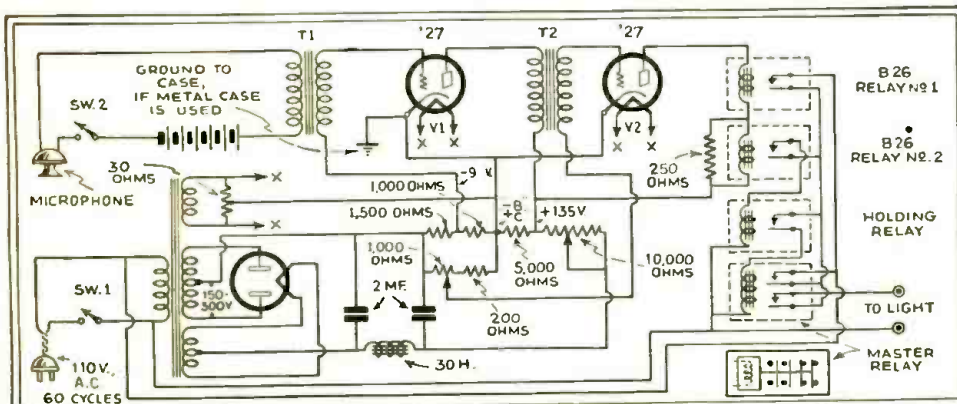 T1
'27
T2
'27
GROUND TO
CASE,
IF METAL CASE
IS USED
SW.2
V1
V2
X
X
X
X
B26
RELAY Nº1
B26
RELAY Nº.2
250
OHMS
MICROPHONE
30
OHMS
X
X
1,000 OHMS
-9 V.
1,500 OHMS
-B
+C
+135V
HOLDING
RELAY
1,000
OHMS
5,000
OHMS
10,000
OHMS
2 MF.
200
OHMS
SW.1
150-
300V
30 H.
TO LIGHT
MASTER
RELAY
110 V.,
A.C
60 CYCLES